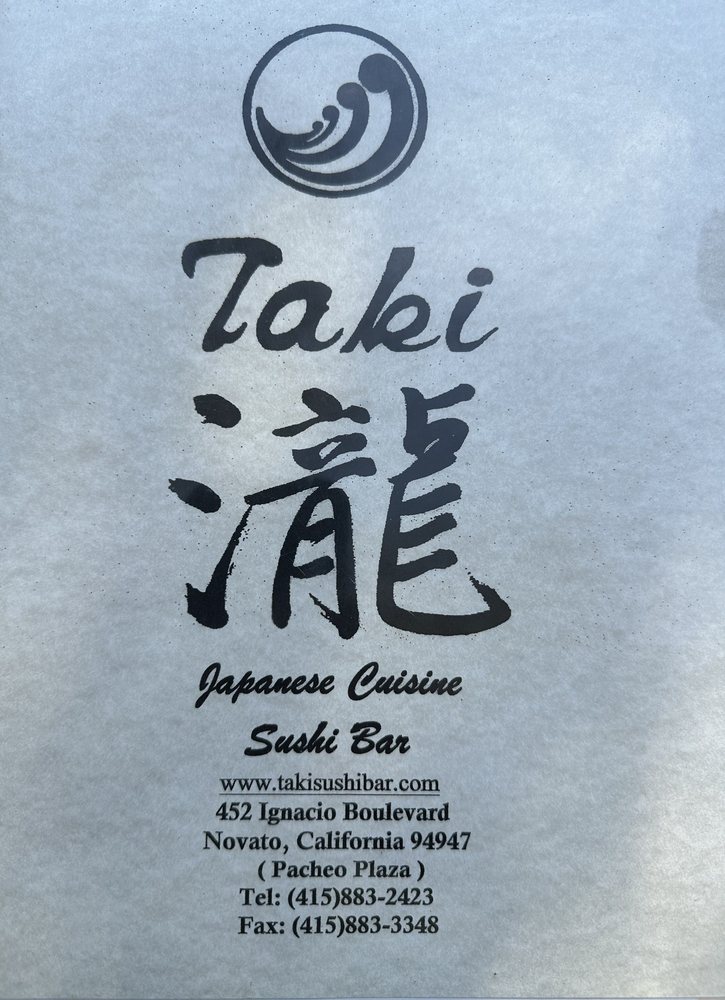 Taki
瀧
Japanese Cuisine
Sushi Bar
www.takisushibar.com
452 Ignacio Boulevard
Novato, California 94947
( Pacheo Plaza )
Tel: (415)883-2423
Fax: (415)883-3348